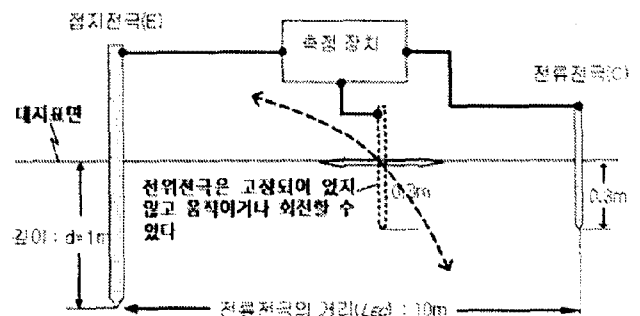 접지전극(E)
측정 장치
전류전극(C)
대지표면
전위전극은 고정되어 있지
않고 움직이거나 회전할 수
있다
0.3m
0.3m
깊이 : d=1m
전류전극의 거리(Lec) : 10m